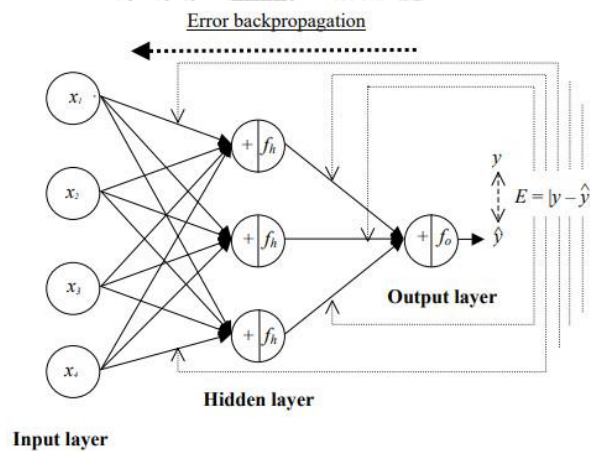 Error backpropagation
x₁
x₂
x₃
x₄
+ fₕ
+ fₕ
+ fₕ
+ fₒ
y
E = |y – ŷ
ŷ
Output layer
Hidden layer
Input layer